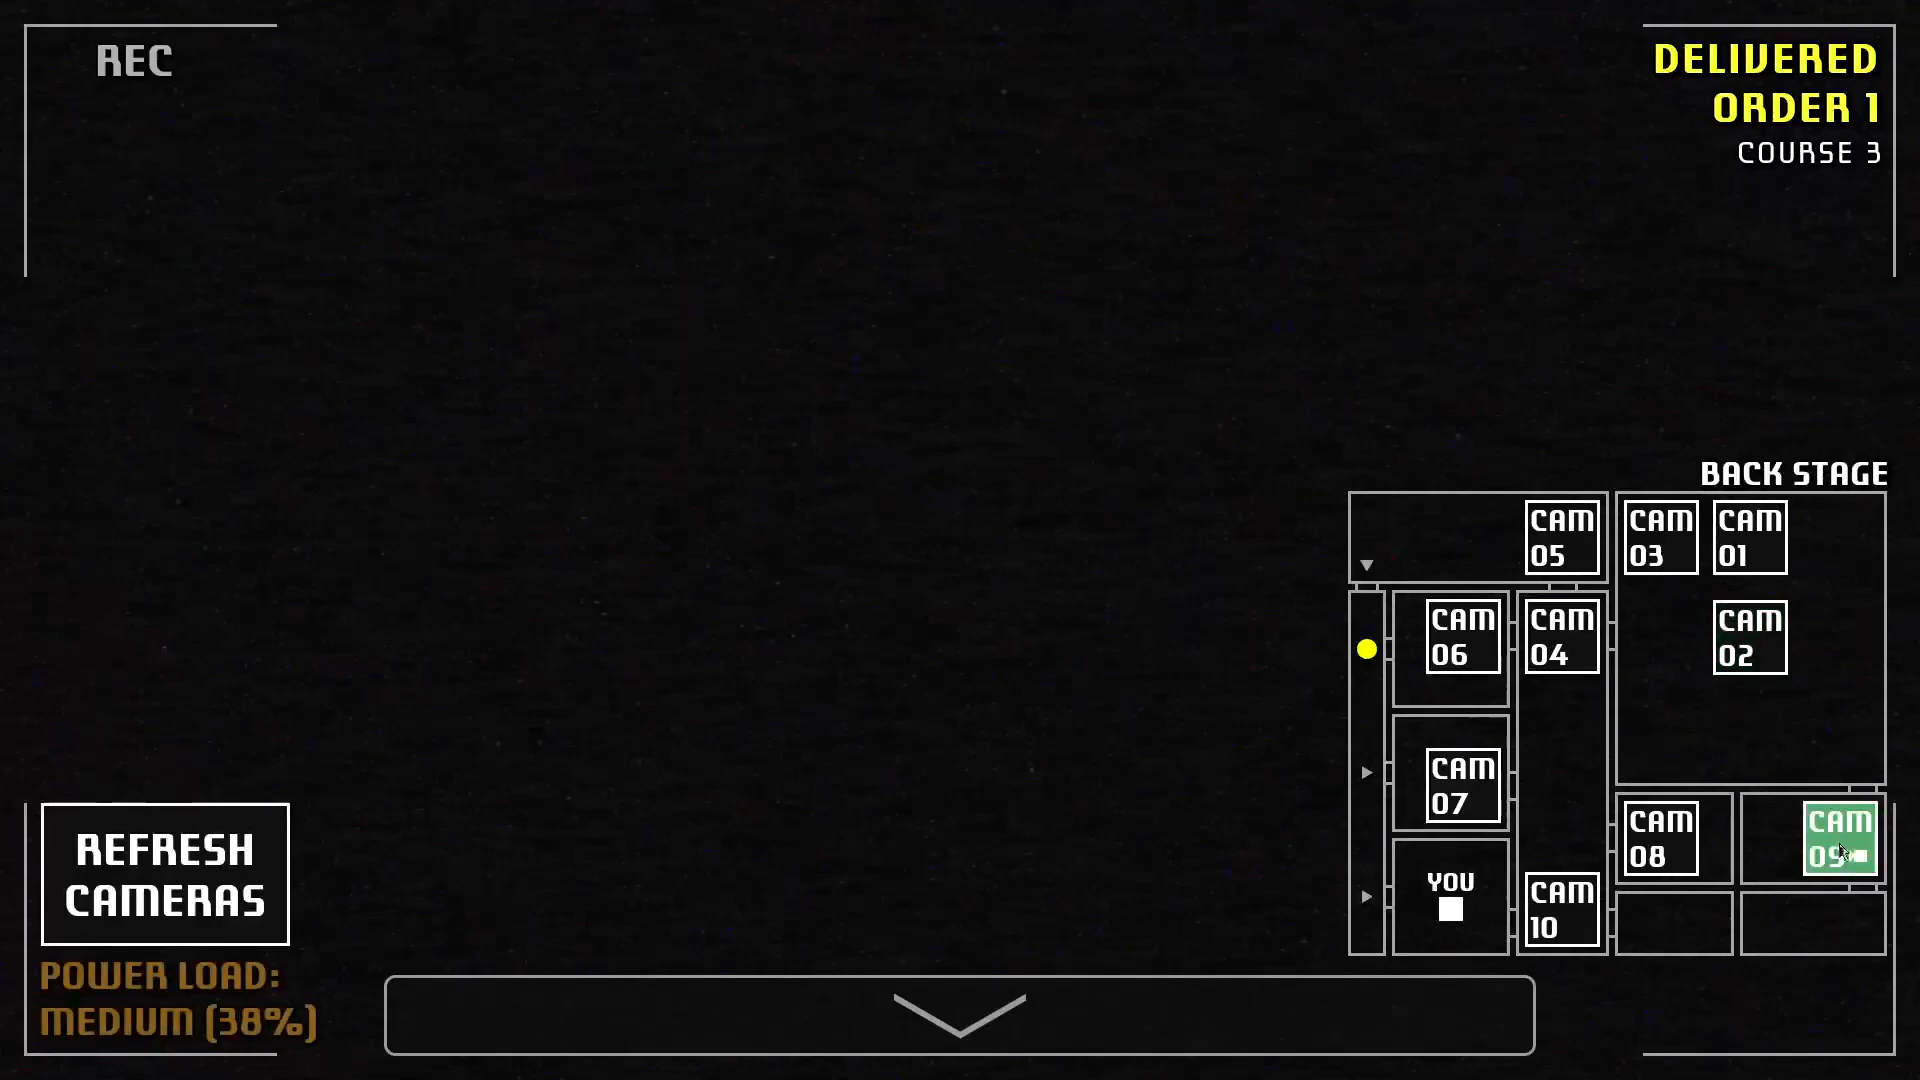 REC
DELIVERED
ORDER 1
COURSE 3
BACK STAGE
CAM
05
CAM
03
CAM
01
CAM
06
CAM
04
CAM
02
CAM
07
CAM
08
CAM
09
YOU
CAM
10
REFRESH
CAMERAS
POWER LOAD:
MEDIUM (38%)